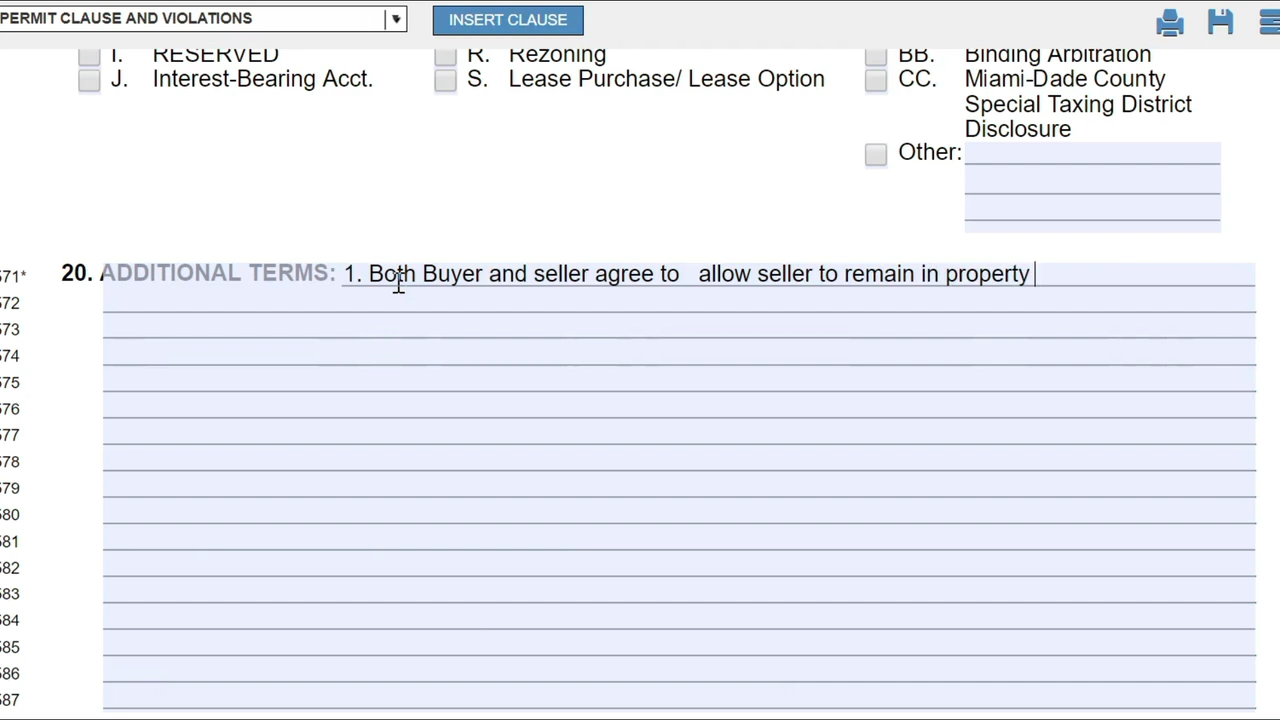 PERMIT CLAUSE AND VIOLATIONS
INSERT CLAUSE
I. RESERVED
J. Interest-Bearing Acct.
R. Rezoning
S. Lease Purchase/ Lease Option
BB. Binding Arbitration
CC. Miami-Dade County
Special Taxing District
Disclosure
Other:
571* 20. ADDITIONAL TERMS: 1. Both Buyer and seller agree to   allow seller to remain in property
572
573
574
575
576
577
578
579
580
581
582
583
584
585
586
587